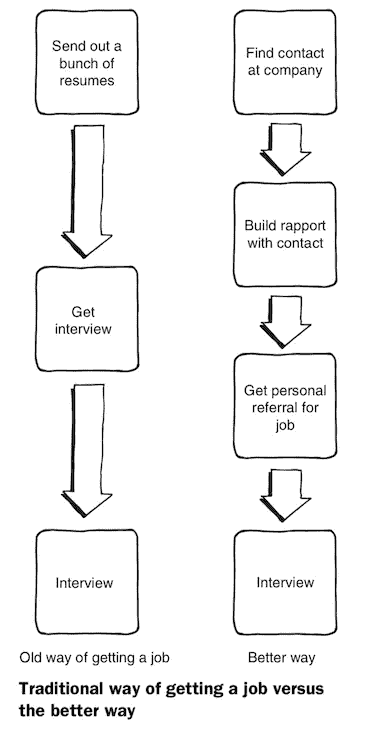 Send out a
bunch of
resumes
Get
interview
Interview
Old way of getting a job
Find contact
at company
Build rapport
with contact
Get personal
referral for
job
Interview
Better way
Traditional way of getting a job versus
the better way